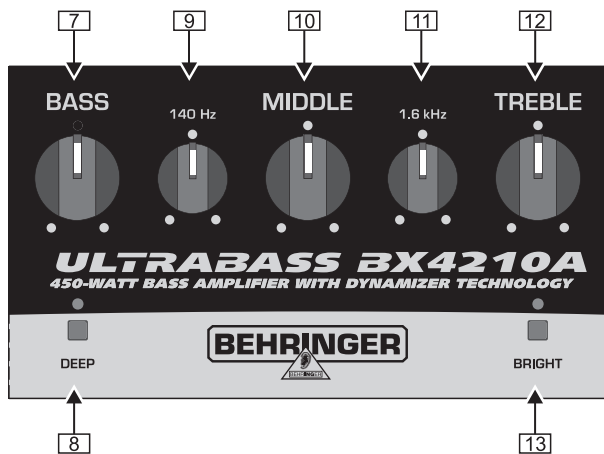 7 9 10 11 12
BASS 140 Hz MIDDLE 1.6 kHz TREBLE
ULTRABASS BX4210A
450-WATT BASS AMPLIFIER WITH DYNAMIZER TECHNOLOGY
BEHRINGER
BEHRINGER
DEEP BRIGHT
8 13